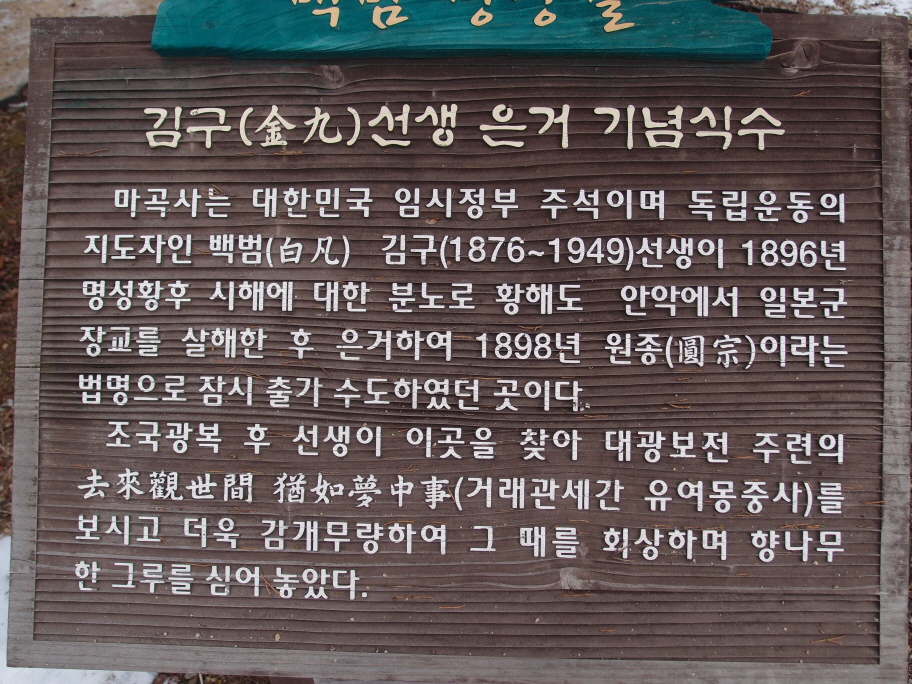 김구(金九)선생 은거 기념식수
마곡사는 대한민국 임시정부 주석이며 독립운동의
지도자인 백범(白凡) 김구(1876~1949)선생이 1896년
명성황후 시해에 대한 분노로 황해도 안악에서 일본군
장교를 살해한 후 은거하여 1898년 원종(圓宗)이라는
법명으로 잠시 출가 수도하였던 곳이다.
조국광복 후 선생이 이곳을 찾아 대광보전 주련의
去來觀世間 猶如夢中事(거래관세간 유여몽중사)를
보시고 더욱 감개무량하여 그 때를 회상하며 향나무
한 그루를 심어 놓았다.